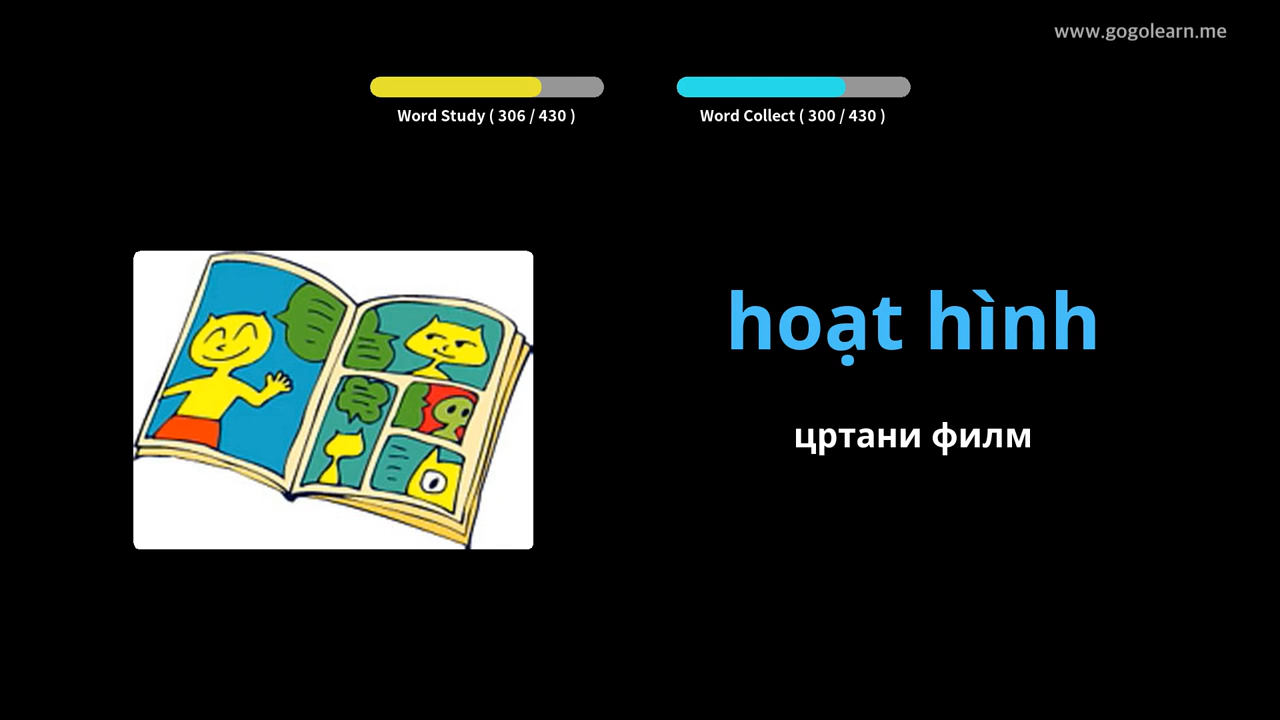 www.gogolearn.me
Word Study ( 306 / 430 )
Word Collect ( 300 / 430 )
hoạt hình
цртани филм